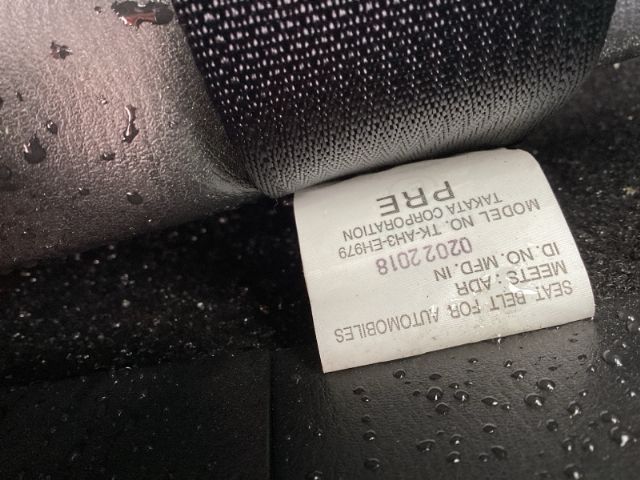 SEAT BELT FOR AUTOMOBILES
MEETS : ADR
ID. NO. MFD. IN
02022018
MODEL NO. TK-AH3-EH979
TAKATA CORPORATION
PRE